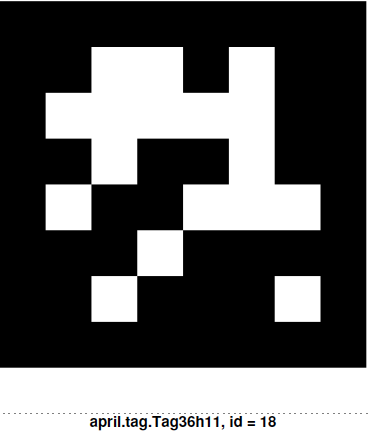 april.tag.Tag36h11, id = 18